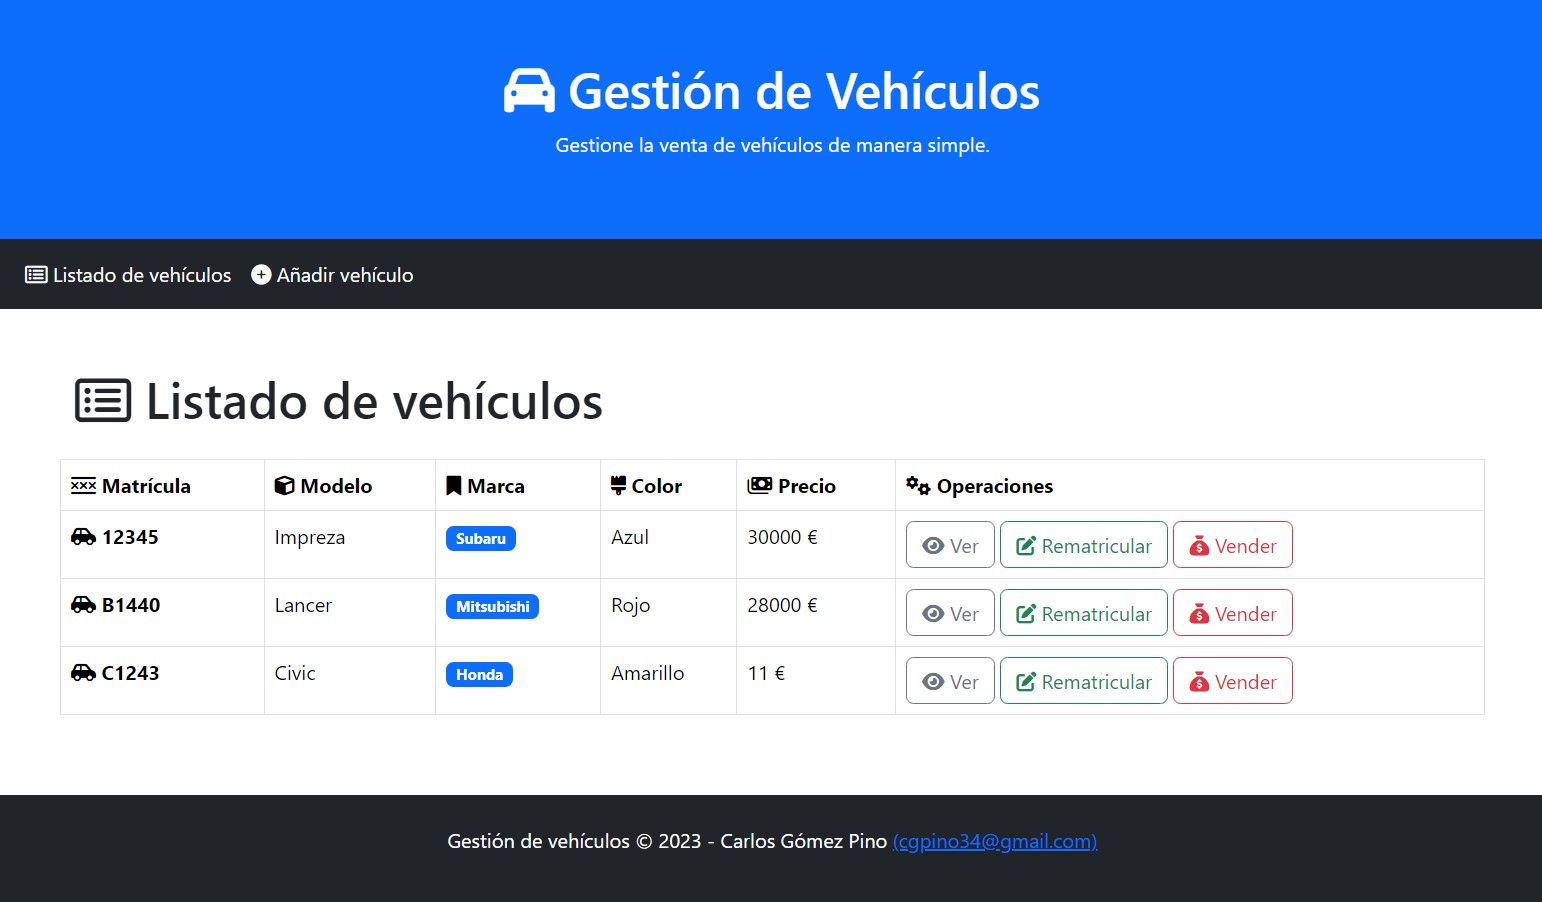 Gestión de Vehículos
Gestione la venta de vehículos de manera simple.
Listado de vehículos Añadir vehículo
Listado de vehículos
Matrícula Modelo Marca Color Precio Operaciones
12345 Impreza Subaru Azul 30000 € Ver Rematricular Vender
B1440 Lancer Mitsubishi Rojo 28000 € Ver Rematricular Vender
C1243 Civic Honda Amarillo 11 € Ver Rematricular Vender
Gestión de vehículos © 2023 - Carlos Gómez Pino (cgpino34@gmail.com)